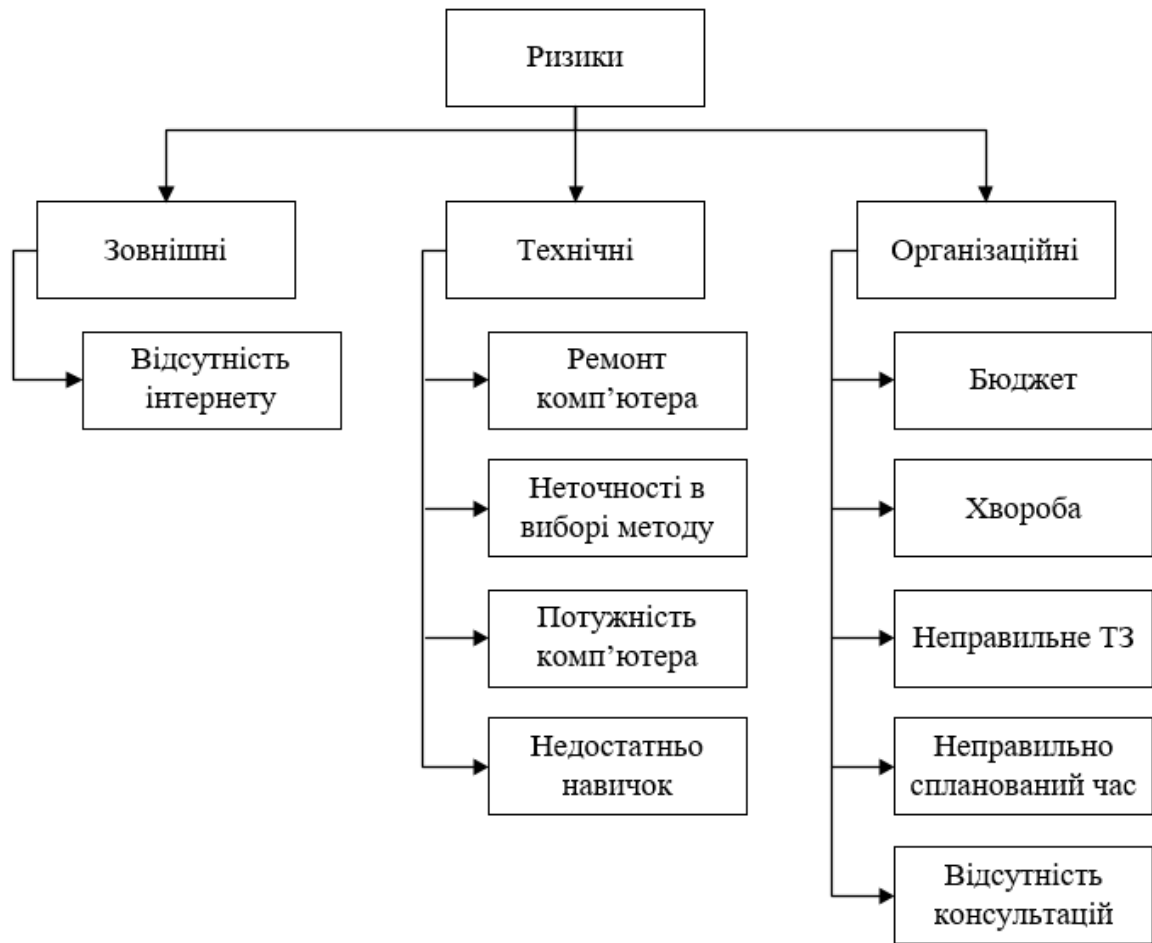 Ризики
Зовнішні
Технічні
Організаційні
Відсутність
інтернету
Ремонт
комп’ютера
Неточності в
виборі методу
Потужність
комп’ютера
Недостатньо
навичок
Бюджет
Хвороба
Неправильне ТЗ
Неправильно
спланований час
Відсутність
консультацій